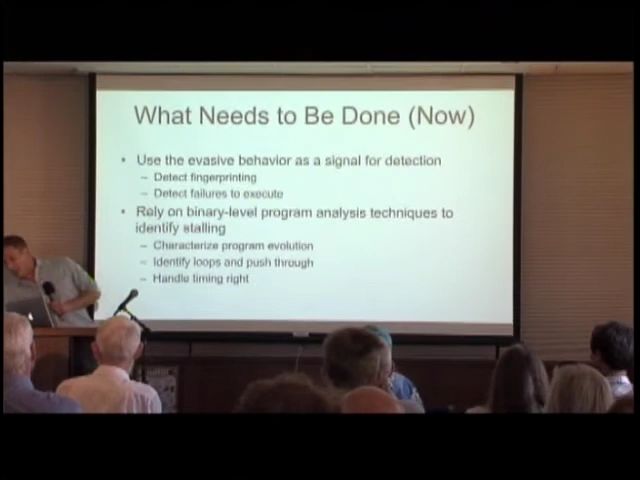 What Needs to Be Done (Now)
• Use the evasive behavior as a signal for detection
– Detect fingerprinting
– Detect failures to execute
• Rely on binary-level program analysis techniques to
identify stalling
– Characterize program evolution
– Identify loops and push through
– Handle timing right